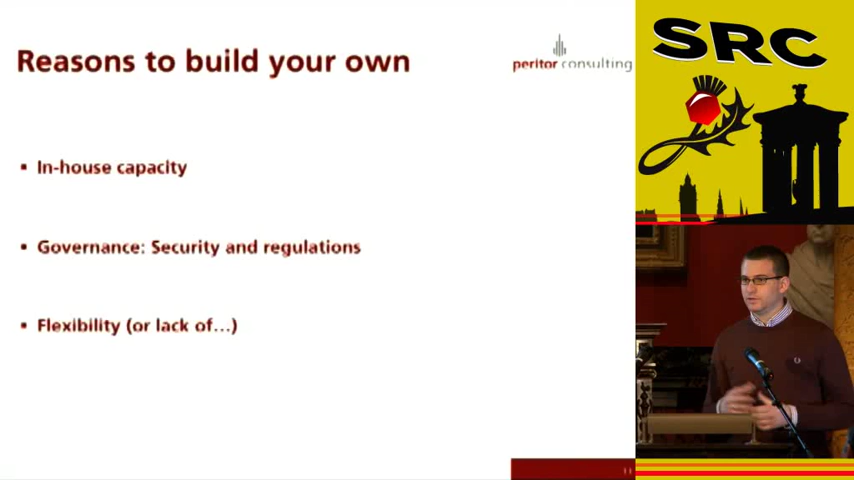 Reasons to build your own
peritor consulting
▪ In-house capacity
▪ Governance: Security and regulations
▪ Flexibility (or lack of...)
11
SRC